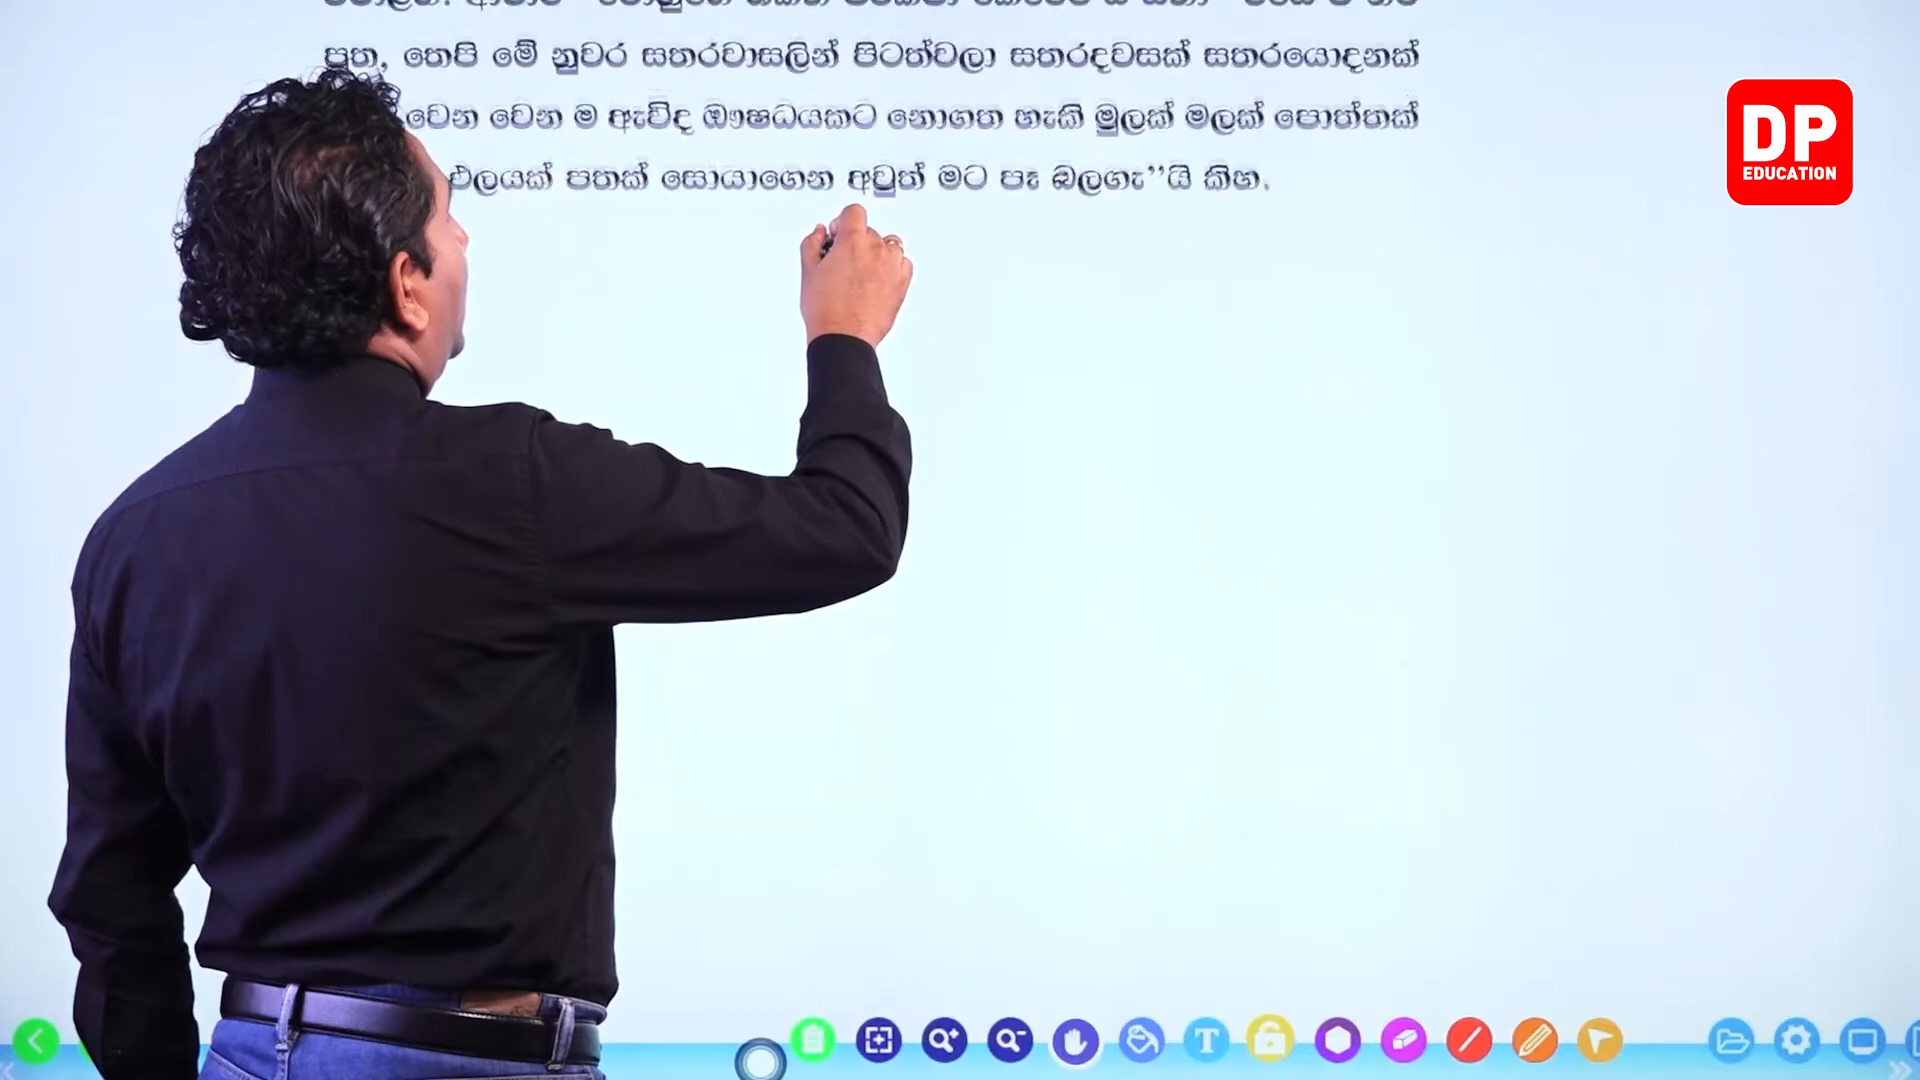 පුත, තෙපි මේ නුවර සතරවාසලින් පිටත්වලා සතරදවසක් සතරයොදනක්
වෙන වෙන ම ඇවිද ඖෂධයකට නොගත හැකි මුලක් මලක් පොත්තක්
ඵලයක් පතක් සොයාගෙන අවුත් මට පෑ බලගැ”යි කිහ.
DP
EDUCATION
T